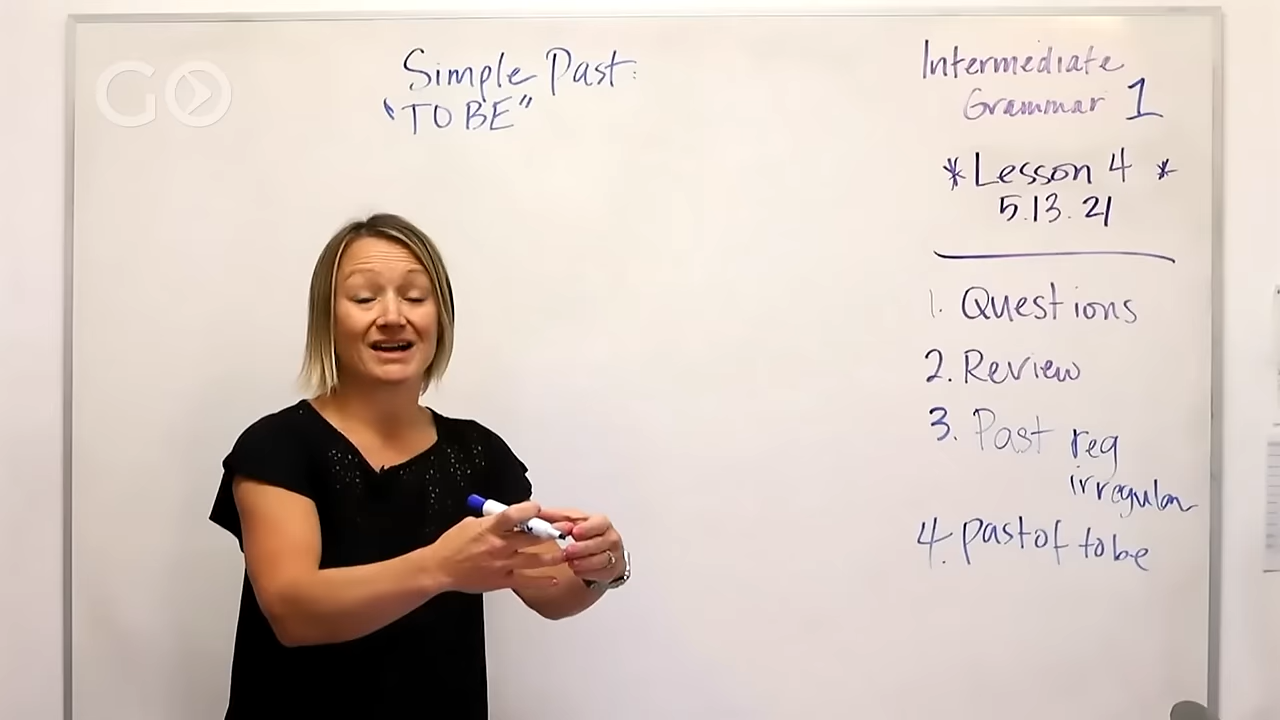 GO
Simple Past:
"TO BE"
Intermediate
Grammar 1
* Lesson 4 *
5.13.21
1. Questions
2. Review
3. Past reg
irregular
4. past of to be